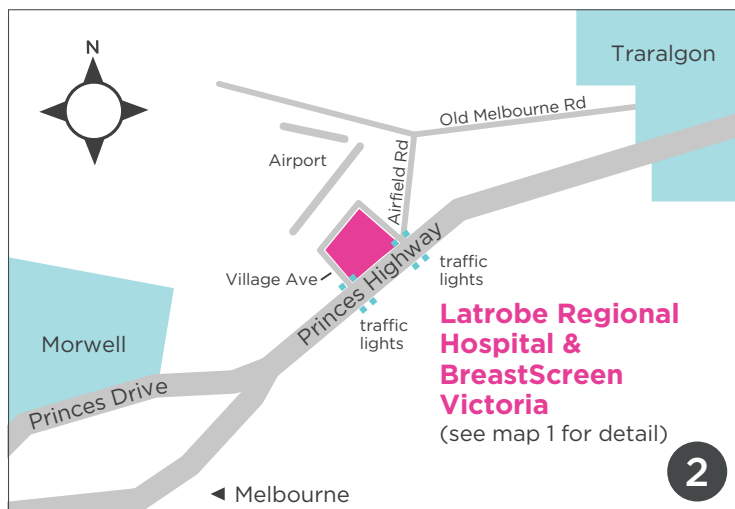 N
Traralgon
Old Melbourne Rd
Airport
Airfield Rd
Village Ave
Princes Highway
traffic
lights
traffic
lights
Morwell
Princes Drive
Latrobe Regional
Hospital &
BreastScreen
Victoria
(see map 1 for detail)
2
Melbourne